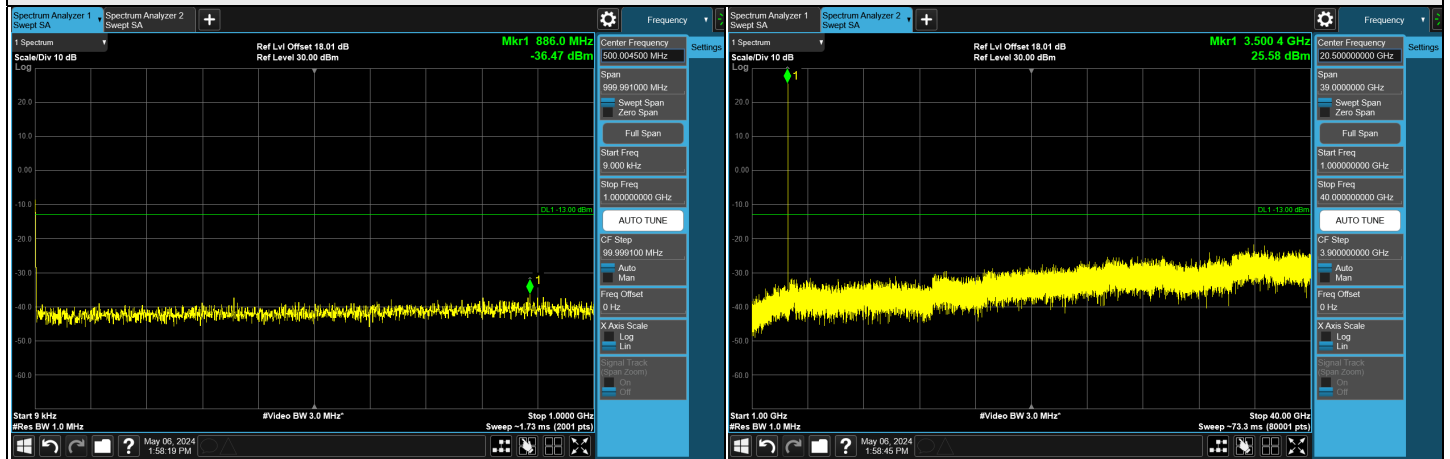 Spectrum Analyzer 1
Swept SA
Spectrum Analyzer 2
Swept SA
+
Frequency
1 Spectrum
Scale/Div 10 dB
Log
Ref Lvl Offset 18.01 dB
Ref Level 30.00 dBm
Mkr1 886.0 MHz
-36.47 dBm
20.0
10.0
0.00
-10.0
-20.0
-30.0
-40.0
-50.0
-60.0
DL1 -13.00 dBm
1
Start 9 kHz
#Res BW 1.0 MHz
#Video BW 3.0 MHz*
Stop 1.0000 GHz
Sweep ~1.73 ms (2001 pts)
Center Frequency
500.004500 MHz
Settings
Span
999.991000 MHz
Swept Span
Zero Span
Full Span
Start Freq
9.000 kHz
Stop Freq
1.000000000 GHz
AUTO TUNE
CF Step
99.999100 MHz
Auto
Man
Freq Offset
0 Hz
X Axis Scale
Log
Lin
Signal Track
(Span Zoom)
On
Off
?
May 06, 2024
1:58:19 PM
Spectrum Analyzer 1
Swept SA
Spectrum Analyzer 2
Swept SA
+
Frequency
1 Spectrum
Scale/Div 10 dB
Log
Ref Lvl Offset 18.01 dB
Ref Level 30.00 dBm
Mkr1 3.500 4 GHz
25.58 dBm
1
20.0
10.0
0.00
-10.0
-20.0
-30.0
-40.0
-50.0
-60.0
DL1 -13.00 dBm
Start 1.00 GHz
#Res BW 1.0 MHz
#Video BW 3.0 MHz*
Stop 40.00 GHz
Sweep ~73.3 ms (80001 pts)
Center Frequency
20.500000000 GHz
Settings
Span
39.0000000 GHz
Swept Span
Zero Span
Full Span
Start Freq
1.000000000 GHz
Stop Freq
40.000000000 GHz
AUTO TUNE
CF Step
3.900000000 GHz
Auto
Man
Freq Offset
0 Hz
X Axis Scale
Log
Lin
Signal Track
(Span Zoom)
On
Off
?
May 06, 2024
1:58:45 PM